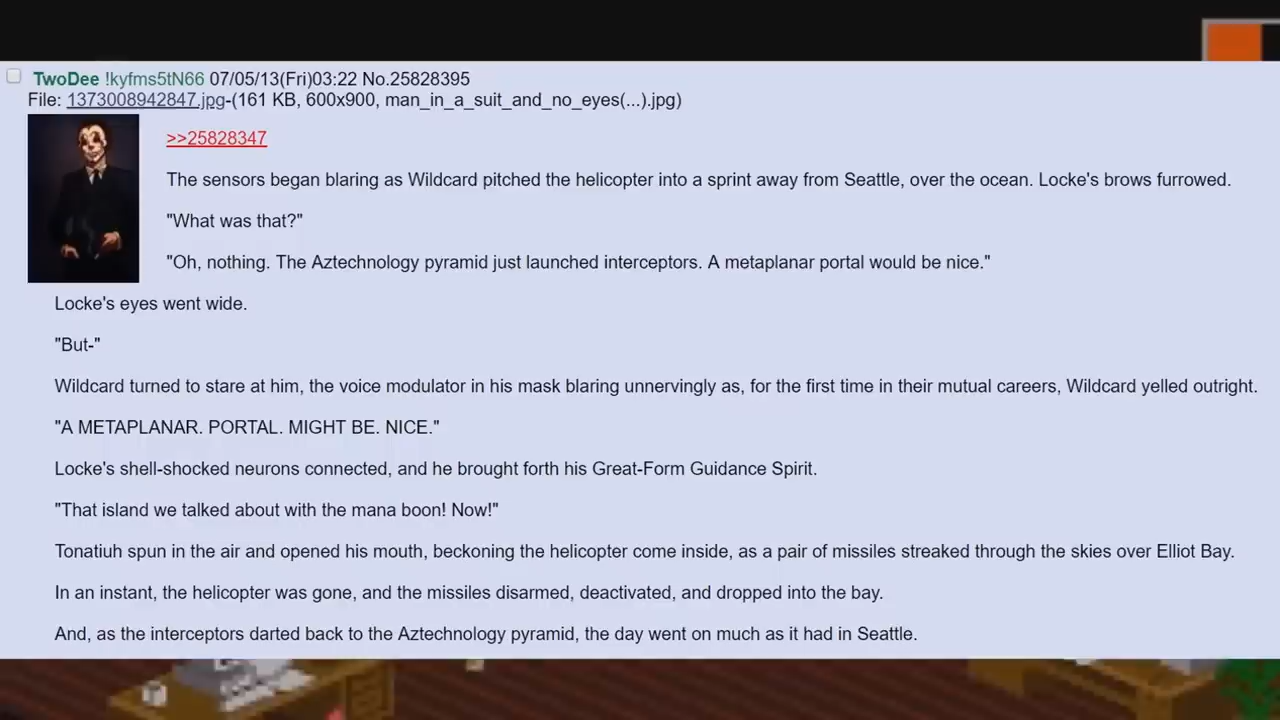 TwoDee !kyfms5tN66 07/05/13(Fri)03:22 No.25828395
File: 1373008942847.jpg-(161 KB, 600x900, man_in_a_suit_and_no_eyes(...).jpg)
>>25828347
The sensors began blaring as Wildcard pitched the helicopter into a sprint away from Seattle, over the ocean. Locke's brows furrowed.
"What was that?"
"Oh, nothing. The Aztechnology pyramid just launched interceptors. A metaplanar portal would be nice."
Locke's eyes went wide.
"But-"
Wildcard turned to stare at him, the voice modulator in his mask blaring unnervingly as, for the first time in their mutual careers, Wildcard yelled outright.
"A METAPLANAR. PORTAL. MIGHT BE. NICE."
Locke's shell-shocked neurons connected, and he brought forth his Great-Form Guidance Spirit.
"That island we talked about with the mana boon! Now!"
Tonatiuh spun in the air and opened his mouth, beckoning the helicopter come inside, as a pair of missiles streaked through the skies over Elliot Bay.
In an instant, the helicopter was gone, and the missiles disarmed, deactivated, and dropped into the bay.
And, as the interceptors darted back to the Aztechnology pyramid, the day went on much as it had in Seattle.